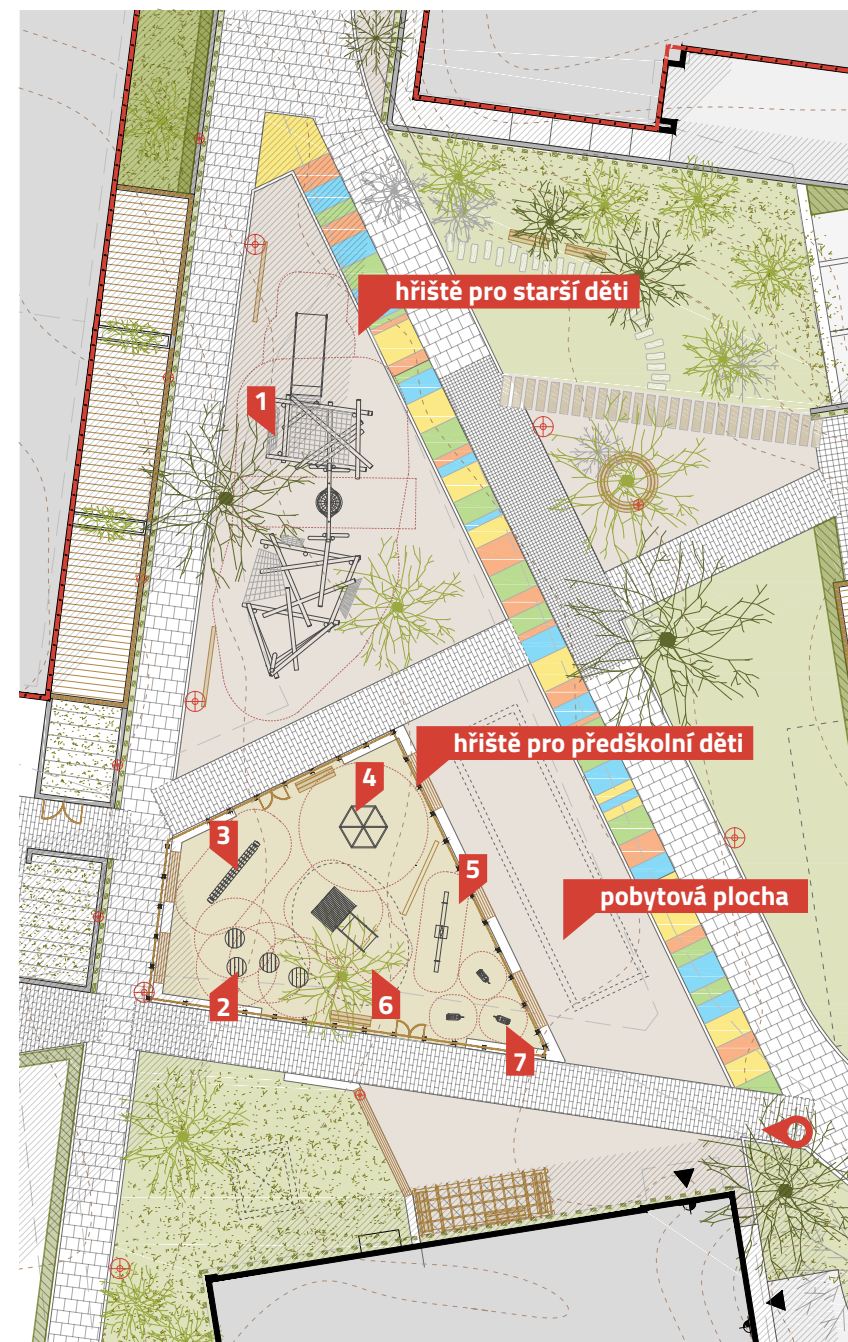 hřiště pro starší děti
1
hřiště pro předškolní děti
4
3
5
pobytová plocha
2
6
7